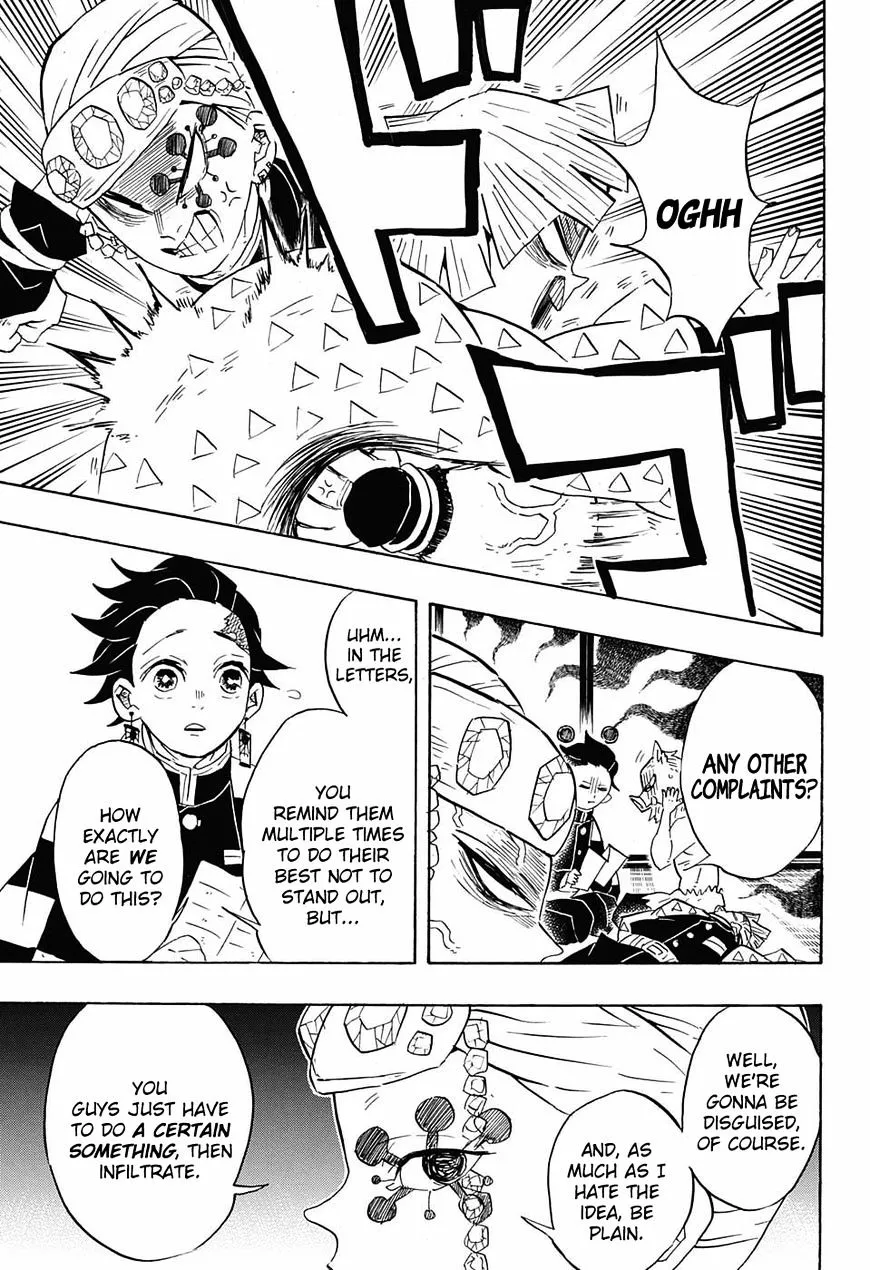 ドゴ
OGHH
ANY OTHER
COMPLAINTS?
UHM...
IN THE
LETTERS,
YOU
REMIND THEM
MULTIPLE TIMES
TO DO THEIR
BEST NOT TO
STAND OUT,
BUT...
HOW
EXACTLY
ARE WE
GOING TO
DO THIS?
WELL,
WE'RE
GONNA BE
DISGUISED,
OF COURSE.
AND, AS
MUCH AS I
HATE THE
IDEA, BE
PLAIN.
YOU
GUYS JUST HAVE
TO DO A CERTAIN
SOMETHING, THEN
INFILTRATE.